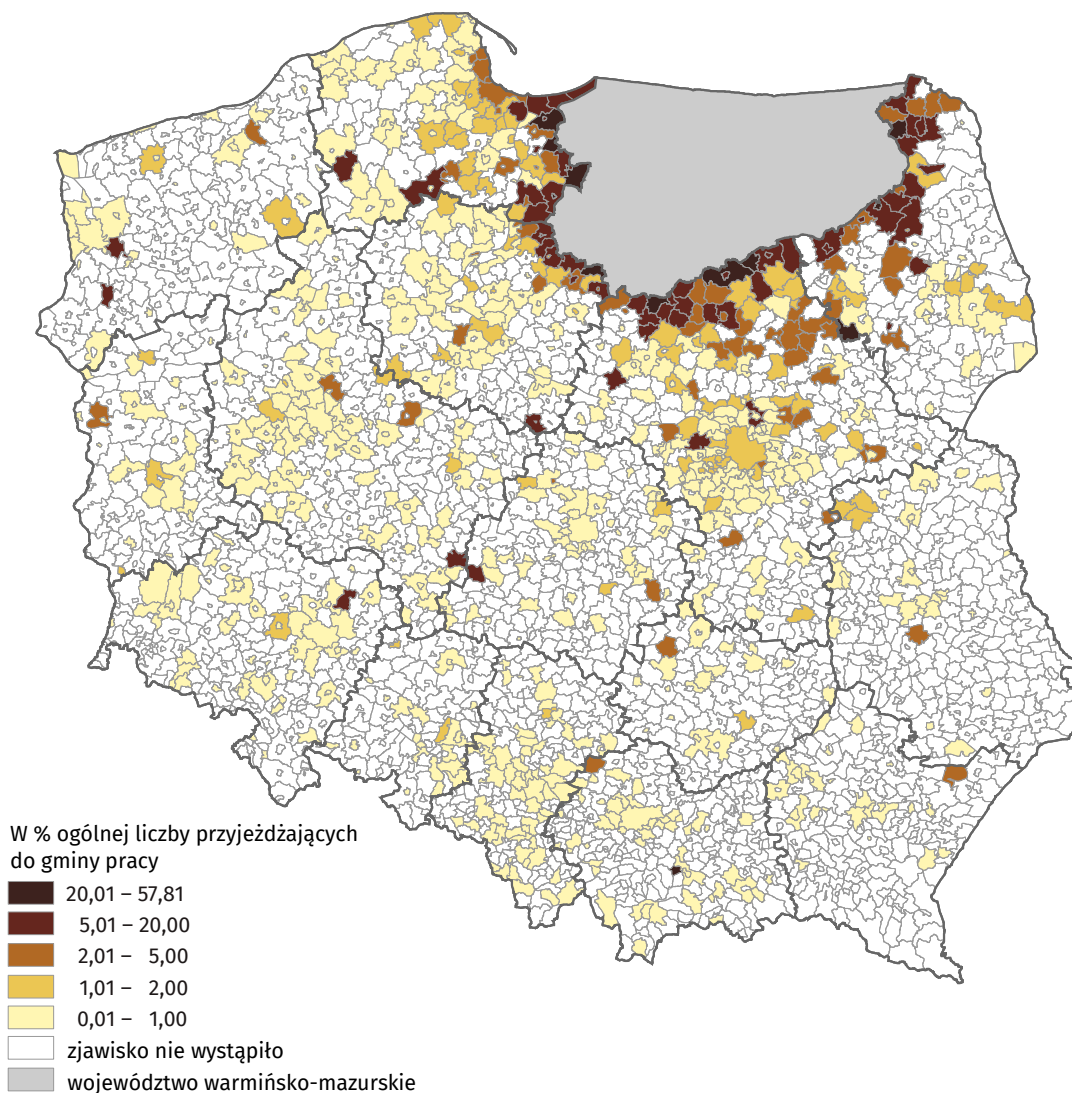 W % ogólnej liczby przyjeżdżających
do gminy pracy
20,01 – 57,81
5,01 – 20,00
2,01 – 5,00
1,01 – 2,00
0,01 – 1,00
zjawisko nie wystąpiło
województwo warmińsko-mazurskie